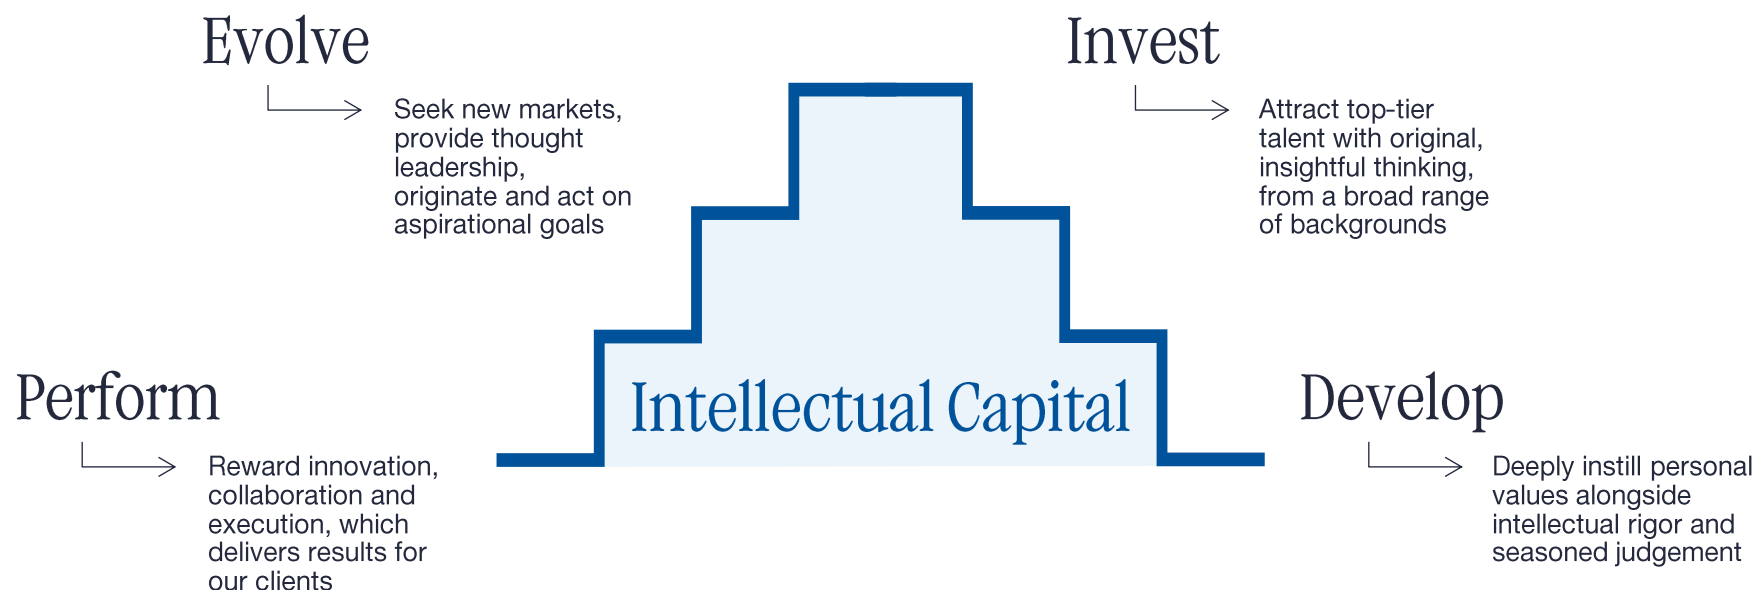 Evolve
Seek new markets,
provide thought
leadership,
originate and act on
aspirational goals
Invest
Attract top-tier
talent with original,
insightful thinking,
from a broad range
of backgrounds
Intellectual Capital
Perform
Reward innovation,
collaboration and
execution, which
delivers results for
our clients
Develop
Deeply instill personal
values alongside
intellectual rigor and
seasoned judgement